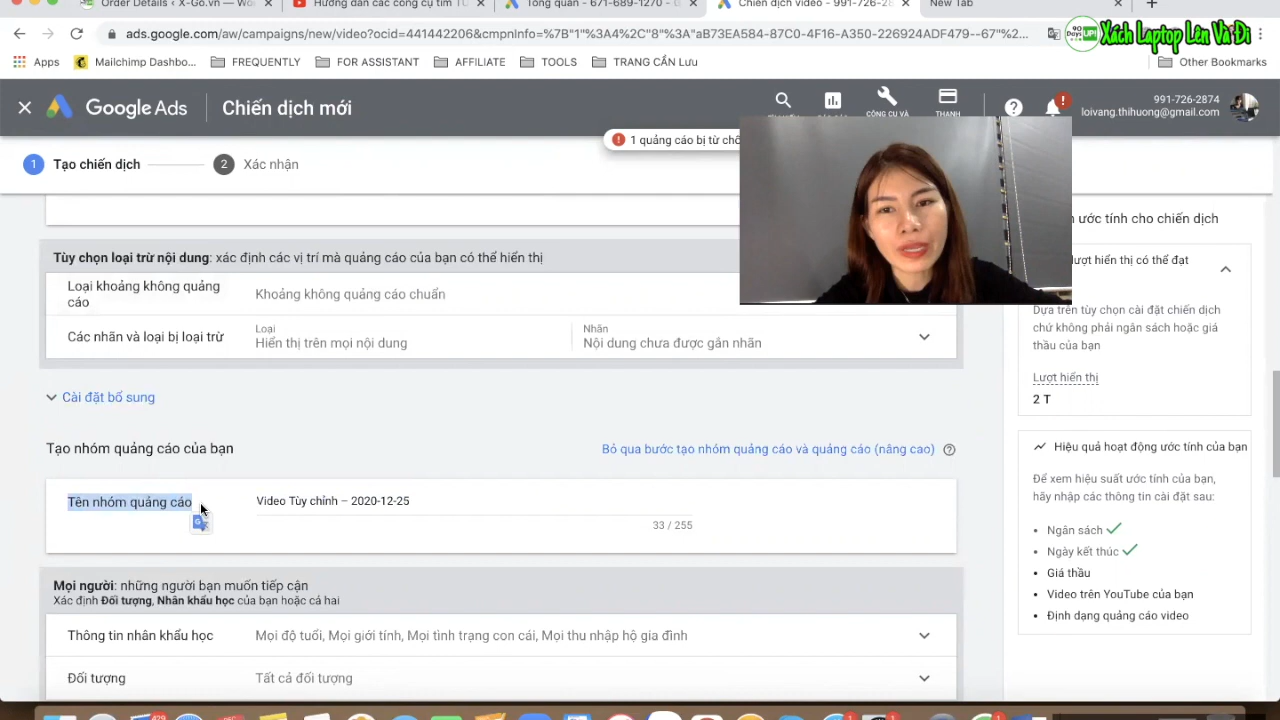 Order Details ‹ X-Go.vn — Wo
Hướng dẫn các công cụ tìm TỪ
Tổng quan - 671-689-1270 - G
Chiến dịch video - 991-726-28
New Tab
ads.google.com/aw/campaigns/new/video?ocid=441442206&cmpnInfo=%7B"1"%3A4%2C"8"%3A"aB73EA584-87C0-4F16-A350-226924ADF479--67"%...
90 Days UP!
Xách Laptop Lên Và Đi
Apps
Mailchimp Dashbo...
FREQUENTLY
FOR ASSISTANT
AFFILIATE
TOOLS
TRANG CẦN Lưu
Other Bookmarks
Google Ads
Chiến dịch mới
CÔNG CỤ VÀ
THANH
991-726-2874
loivang.thihuong@gmail.com
1 Tạo chiến dịch
2 Xác nhận
1 quảng cáo bị từ chố
ước tính cho chiến dịch
Tùy chọn loại trừ nội dung: xác định các vị trí mà quảng cáo của bạn có thể hiển thị
Loại khoảng không quảng cáo
Khoảng không quảng cáo chuẩn
Các nhãn và loại bị loại trừ
Loại
Hiển thị trên mọi nội dung
Nhãn
Nội dung chưa được gắn nhãn
lượt hiển thị có thể đạt
Dựa trên tùy chọn cài đặt chiến dịch
chứ không phải ngân sách hoặc giá
thầu của bạn
Lượt hiển thị
2 T
Cài đặt bổ sung
Tạo nhóm quảng cáo của bạn
Bỏ qua bước tạo nhóm quảng cáo và quảng cáo (nâng cao)
Tên nhóm quảng cáo
Video Tùy chỉnh – 2020-12-25
33 / 255
Hiệu quả hoạt động ước tính của bạn
Để xem hiệu suất ước tính của bạn,
hãy nhập các thông tin cài đặt sau:
Ngân sách
Ngày kết thúc
Giá thầu
Video trên YouTube của bạn
Định dạng quảng cáo video
Mọi người: những người bạn muốn tiếp cận
Xác định Đối tượng, Nhân khẩu học của bạn hoặc cả hai
Thông tin nhân khẩu học
Mọi độ tuổi, Mọi giới tính, Mọi tình trạng con cái, Mọi thu nhập hộ gia đình
Đối tượng
Tất cả đối tượng
429